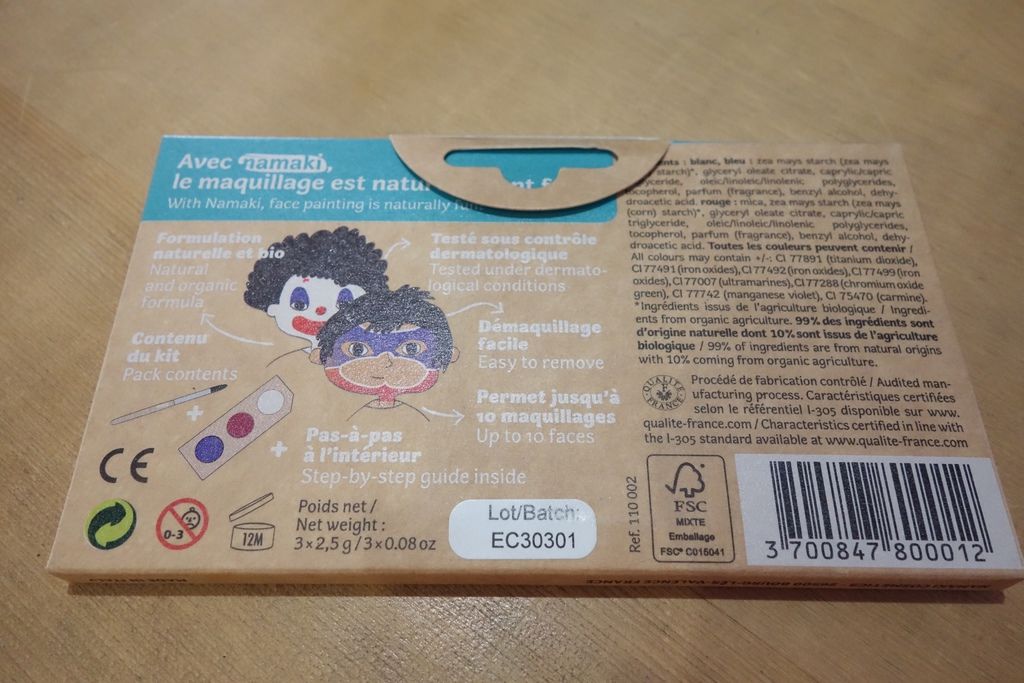 Avec namaki,
le maquillage est
With Namaki, face painting is naturally
Formulation
naturelle et bio
Natural
and organic
formula
Testé sous contrôle
dermatologique
Tested under dermato-
logical conditions
Contenu
du kit
Pack contents
Démaquillage
facile
Easy to remove
Permet jusqu'à
10 maquillages
Up to 10 faces
+
+
Pas-à-pas
à l'intérieur
Step-by-step guide inside
CE
0-3
12M
Poids net /
Net weight :
3 x 2,5 g / 3 x 0.08 oz
Lot/Batch:
EC30301
: blanc, bleu : zea mays starch (zea mays
starch)*, glyceryl oleate citrate, caprylic/capric
oleic/linoleic/linolenic polyglycerides,
tocopherol, parfum (fragrance), benzyl alcohol, dehy-
droacetic acid. rouge : mica, zea mays starch (zea mays
(corn) starch)*, glyceryl oleate citrate, caprylic/capric
triglyceride, oleic/linoleic/linolenic polyglycerides,
tocopherol, parfum (fragrance), benzyl alcohol, dehy-
droacetic acid. Toutes les couleurs peuvent contenir /
All colours may contain +/-: CI 77891 (titanium dioxide),
CI 77491 (iron oxides), CI 77492 (iron oxides), CI 77499 (iron
oxides), CI 77007 (ultramarines), CI 77288 (chromium oxide
green), CI 77742 (manganese violet), CI 75470 (carmine).
*Ingrédients issus de l'agriculture biologique / Ingredi-
ents from organic agriculture. 99% des ingrédients sont
d'origine naturelle dont 10% sont issus de l'agriculture
biologique / 99% of ingredients are from natural origins
with 10% coming from organic agriculture.
QUALITÉ FRANCE
Procédé de fabrication contrôlé / Audited man-
ufacturing process. Caractéristiques certifiées
selon le référentiel I-305 disponible sur www.
qualite-france.com / Characteristics certified in line with
the I-305 standard available at www.qualite-france.com
Ref. 110 002
FSC
MIXTE
Emballage
FSC® C015041
3 700847 800012